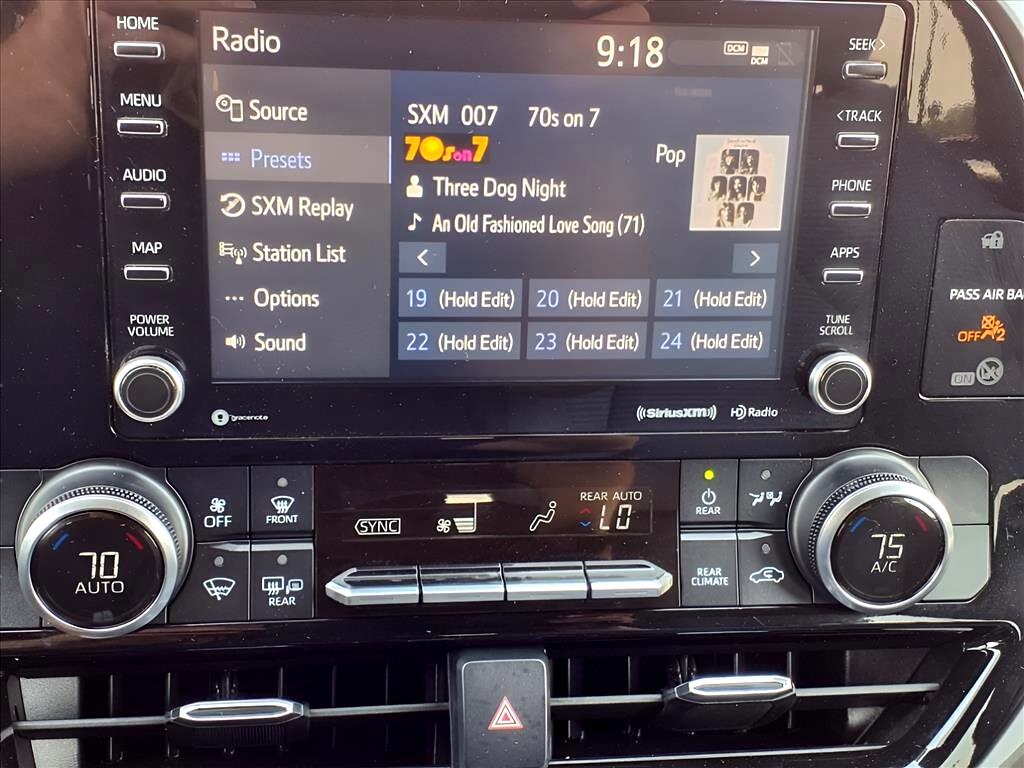 HOME
MENU
AUDIO
MAP
POWER
VOLUME
Radio
9:18
DCM
DCM
Source
Presets
SXM Replay
Station List
Options
Sound
SXM 007 70s on 7
70s on 7
Pop
Three Dog Night
An Old Fashioned Love Song (71)
<
>
19 (Hold Edit)
20 (Hold Edit)
21 (Hold Edit)
22 (Hold Edit)
23 (Hold Edit)
24 (Hold Edit)
SEEK>
<TRACK
PHONE
APPS
TUNE
SCROLL
gracenote
((SiriusXM))
HD Radio
PASS AIR BA
OFF 2
ON
70
AUTO
OFF
FRONT
REAR
SYNC
REAR AUTO
LO
REAR
REAR
CLIMATE
75
A/C